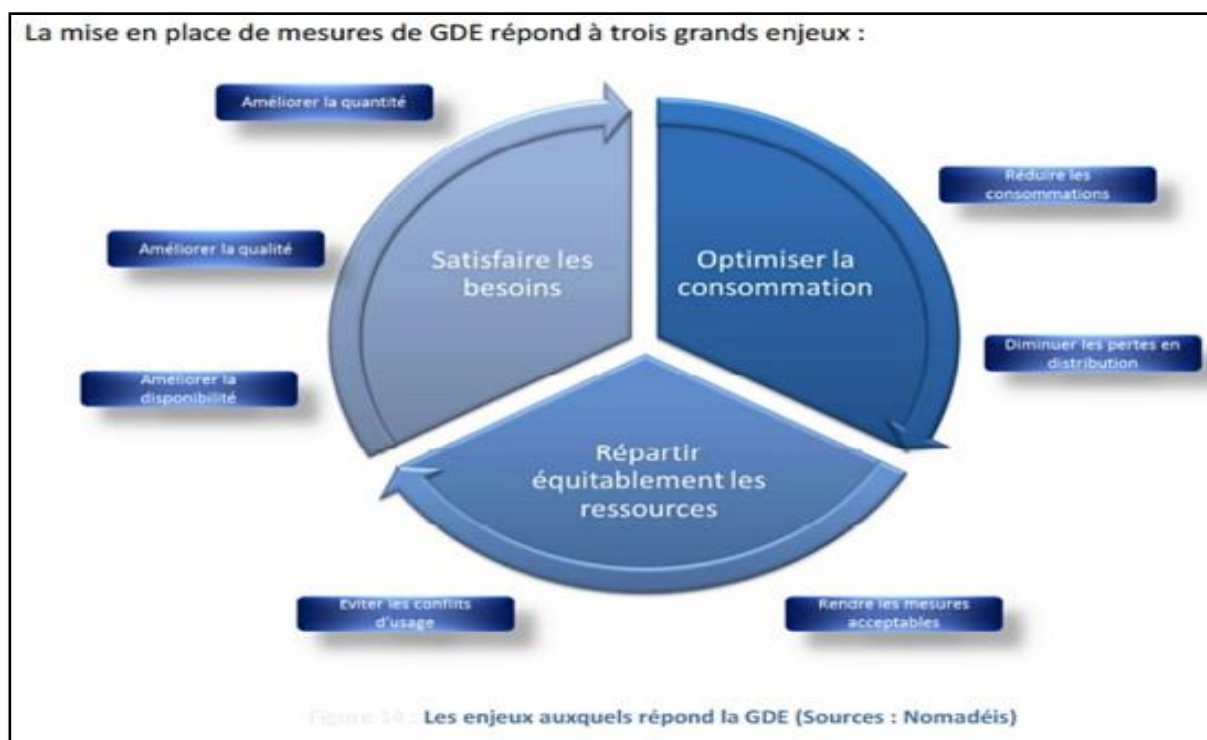 La mise en place de mesures de GDE répond à trois grands enjeux :
Améliorer la quantité
Améliorer la qualité
Améliorer la
disponibilité
Satisfaire les
besoins
Optimiser la
consommation
Réduire les
consommations
Diminuer les pertes en
distribution
Répartir
équitablement les
ressources
Eviter les conflits
d'usage
Rendre les mesures
acceptables
Figure 14 : Les enjeux auxquels répond la GDE (Sources : Nomadéis)